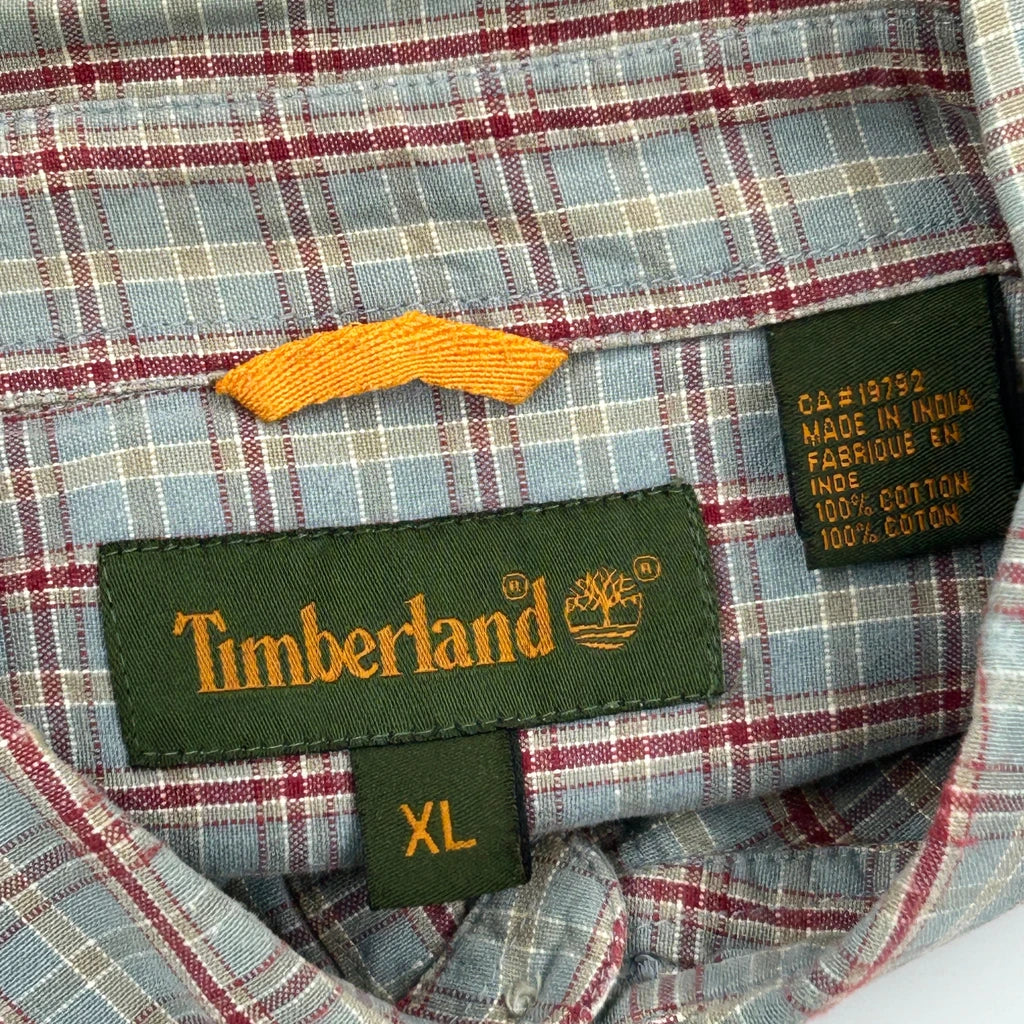 CA#19792
MADE IN INDIA
FABRIQUE EN
INDE
100% COTTON
100% COTON
Timberland® ®
XL